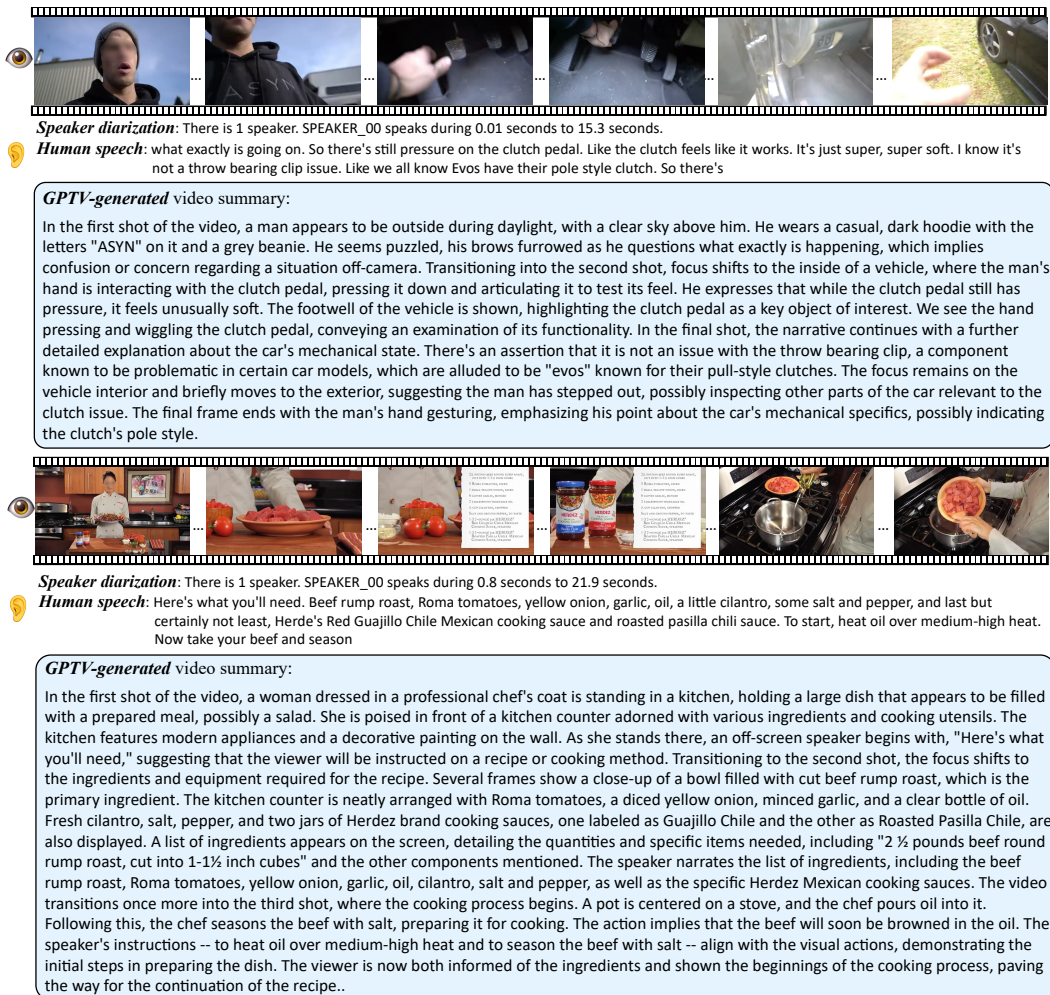 ASYN
Speaker diarization: There is 1 speaker. SPEAKER_00 speaks during 0.01 seconds to 15.3 seconds.
Human speech: what exactly is going on. So there's still pressure on the clutch pedal. Like the clutch feels like it works. It's just super, super soft. I know it's
not a throw bearing clip issue. Like we all know Evos have their pole style clutch. So there's
GPTV-generated video summary:
In the first shot of the video, a man appears to be outside during daylight, with a clear sky above him. He wears a casual, dark hoodie with the
letters "ASYN" on it and a grey beanie. He seems puzzled, his brows furrowed as he questions what exactly is happening, which implies
confusion or concern regarding a situation off-camera. Transitioning into the second shot, focus shifts to the inside of a vehicle, where the man's
hand is interacting with the clutch pedal, pressing it down and articulating it to test its feel. He expresses that while the clutch pedal still has
pressure, it feels unusually soft. The footwell of the vehicle is shown, highlighting the clutch pedal as a key object of interest. We see the hand
pressing and wiggling the clutch pedal, conveying an examination of its functionality. In the final shot, the narrative continues with a further
detailed explanation about the car's mechanical state. There's an assertion that it is not an issue with the throw bearing clip, a component
known to be problematic in certain car models, which are alluded to be "evos" known for their pull-style clutches. The focus remains on the
vehicle interior and briefly moves to the exterior, suggesting the man has stepped out, possibly inspecting other parts of the car relevant to the
clutch issue. The final frame ends with the man's hand gesturing, emphasizing his point about the car's mechanical specifics, possibly indicating
the clutch's pole style.
HERDEZ
Speaker diarization: There is 1 speaker. SPEAKER_00 speaks during 0.8 seconds to 21.9 seconds.
Human speech: Here's what you'll need. Beef rump roast, Roma tomatoes, yellow onion, garlic, oil, a little cilantro, some salt and pepper, and last but
certainly not least, Herde's Red Guajillo Chile Mexican cooking sauce and roasted pasilla chili sauce. To start, heat oil over medium-high heat.
Now take your beef and season
GPTV-generated video summary:
In the first shot of the video, a woman dressed in a professional chef's coat is standing in a kitchen, holding a large dish that appears to be filled
with a prepared meal, possibly a salad. She is poised in front of a kitchen counter adorned with various ingredients and cooking utensils. The
kitchen features modern appliances and a decorative painting on the wall. As she stands there, an off-screen speaker begins with, "Here's what
you'll need," suggesting that the viewer will be instructed on a recipe or cooking method. Transitioning to the second shot, the focus shifts to
the ingredients and equipment required for the recipe. Several frames show a close-up of a bowl filled with cut beef rump roast, which is the
primary ingredient. The kitchen counter is neatly arranged with Roma tomatoes, a diced yellow onion, minced garlic, and a clear bottle of oil.
Fresh cilantro, salt, pepper, and two jars of Herdez brand cooking sauces, one labeled as Guajillo Chile and the other as Roasted Pasilla Chile, are
also displayed. A list of ingredients appears on the screen, detailing the quantities and specific items needed, including "2 ½ pounds beef round
rump roast, cut into 1-1½ inch cubes" and the other components mentioned. The speaker narrates the list of ingredients, including the beef
rump roast, Roma tomatoes, yellow onion, garlic, oil, cilantro, salt and pepper, as well as the specific Herdez Mexican cooking sauces. The video
transitions once more into the third shot, where the cooking process begins. A pot is centered on a stove, and the chef pours oil into it.
Following this, the chef seasons the beef with salt, preparing it for cooking. The action implies that the beef will soon be browned in the oil. The
speaker's instructions -- to heat oil over medium-high heat and to season the beef with salt -- align with the visual actions, demonstrating the
initial steps in preparing the dish. The viewer is now both informed of the ingredients and shown the beginnings of the cooking process, paving
the way for the continuation of the recipe..